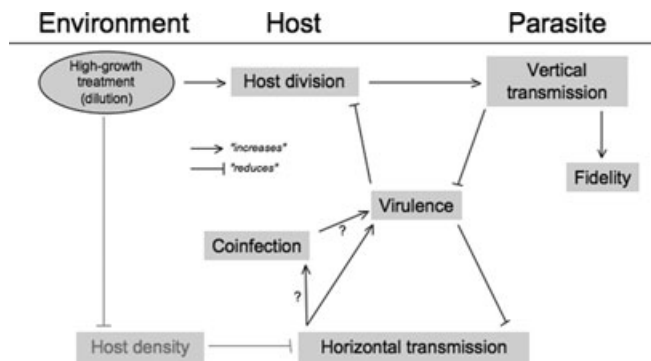 Environment Host Parasite
High-growth
treatment
(dilution)
Host division
Vertical
transmission
"increases"
"reduces"
Fidelity
Virulence
Coinfection
?
?
Host density
Horizontal transmission